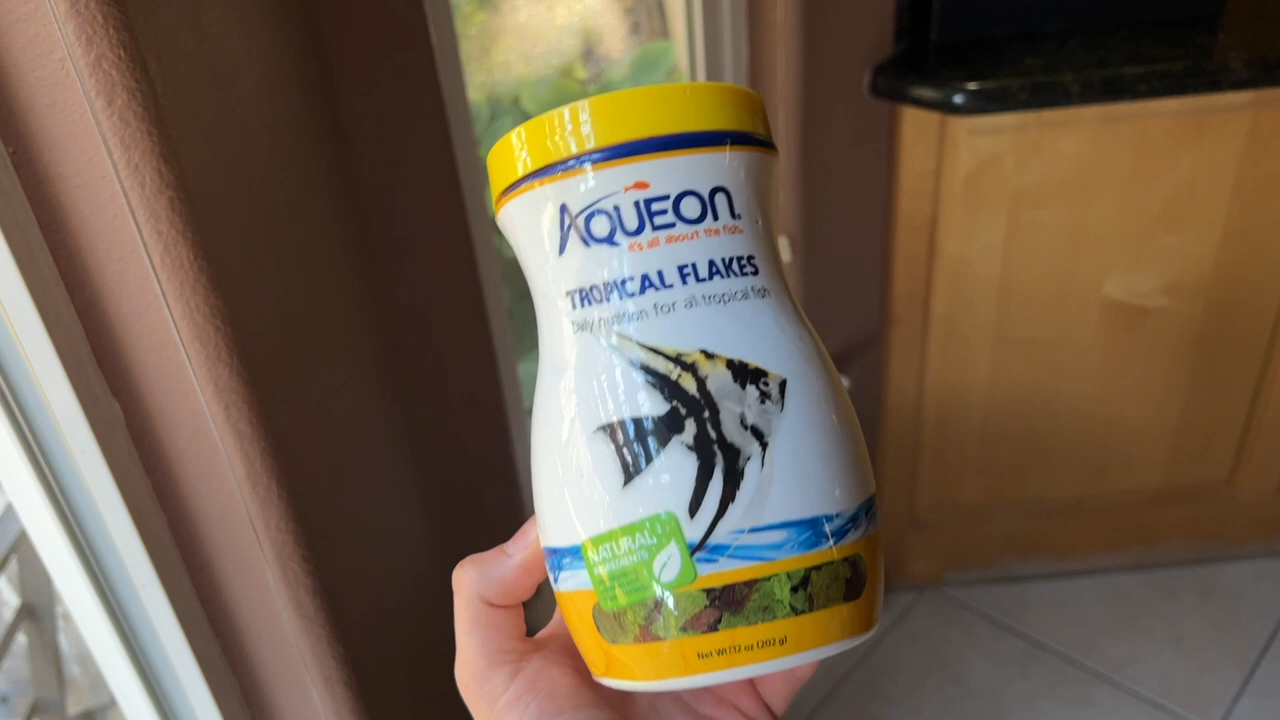 AQUEON
it's all about the fish.
TROPICAL FLAKES
Daily nutrition for all tropical fish
NATURAL
INGREDIENTS
Net Wt 7.12 oz (202 g)